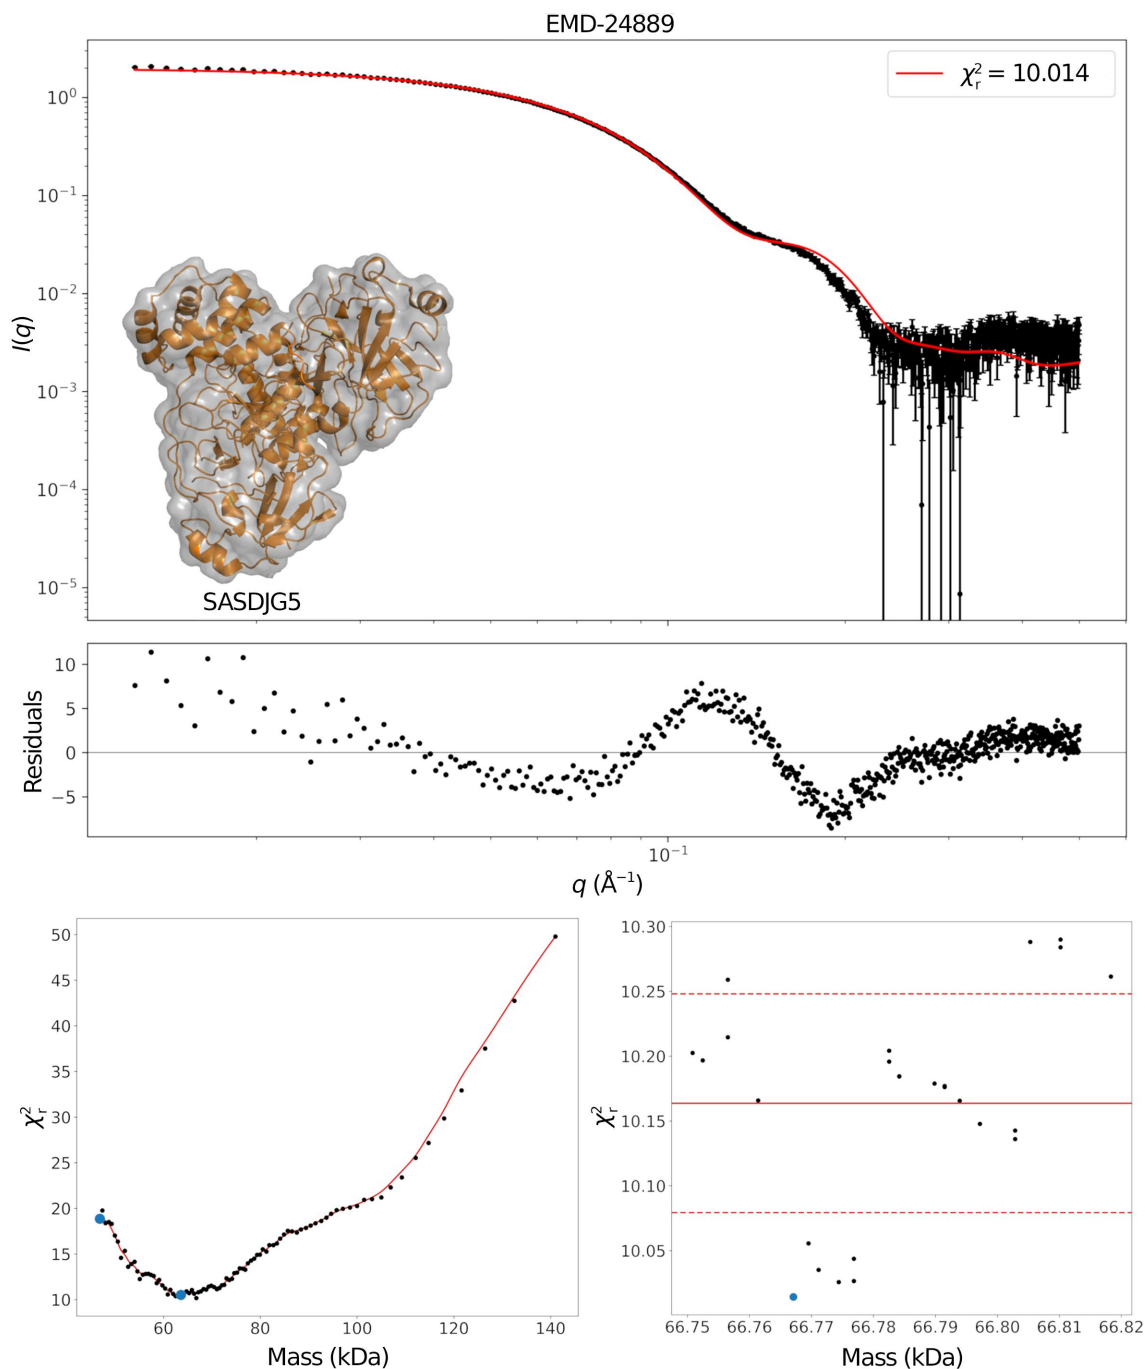 EMD-24889
χ²ᵣ = 10.014
I(q)
10⁰
10⁻¹
10⁻²
10⁻³
10⁻⁴
10⁻⁵
SASDJG5
Residuals
10
5
0
−5
10⁻¹
q (Å⁻¹)
χ²ᵣ
50
45
40
35
30
25
20
15
10
60 80 100 120 140
Mass (kDa)
χ²ᵣ
10.30
10.25
10.20
10.15
10.10
10.05
66.75 66.76 66.77 66.78 66.79 66.80 66.81 66.82
Mass (kDa)